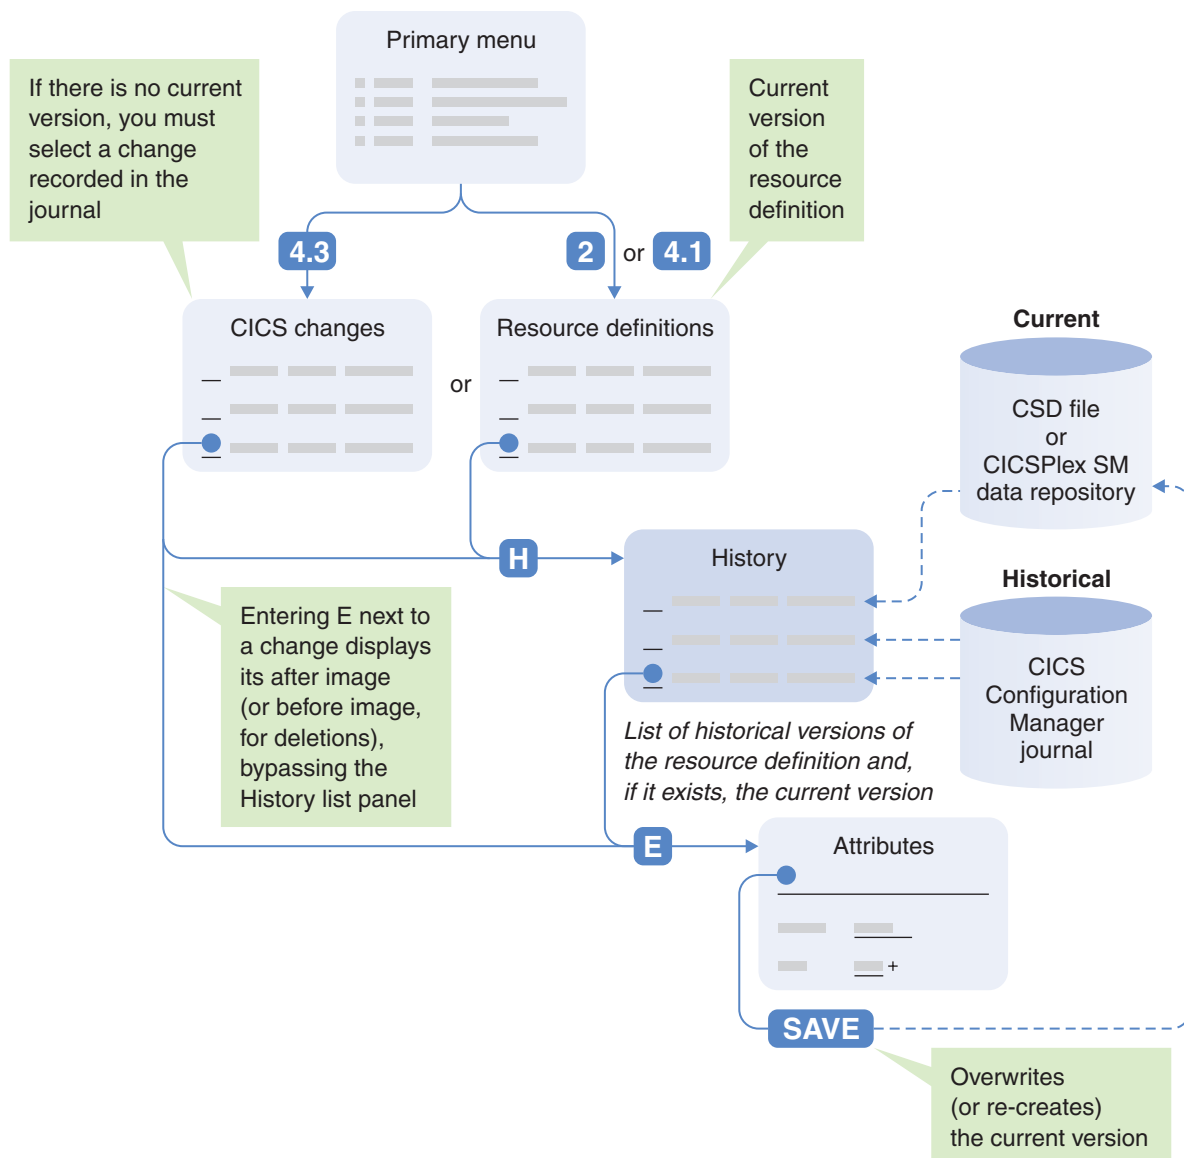 Primary menu
If there is no current
version, you must
select a change
recorded in the
journal
Current
version
of the
resource
definition
4.3
2 or 4.1
CICS changes
or
Resource definitions
Current
CSD file
or
CICSPlex SM
data repository
H
History
Historical
CICS
Configuration
Manager
journal
Entering E next to
a change displays
its after image
(or before image,
for deletions),
bypassing the
History list panel
List of historical versions of
the resource definition and,
if it exists, the current version
E
Attributes
+
SAVE
Overwrites
(or re-creates)
the current version